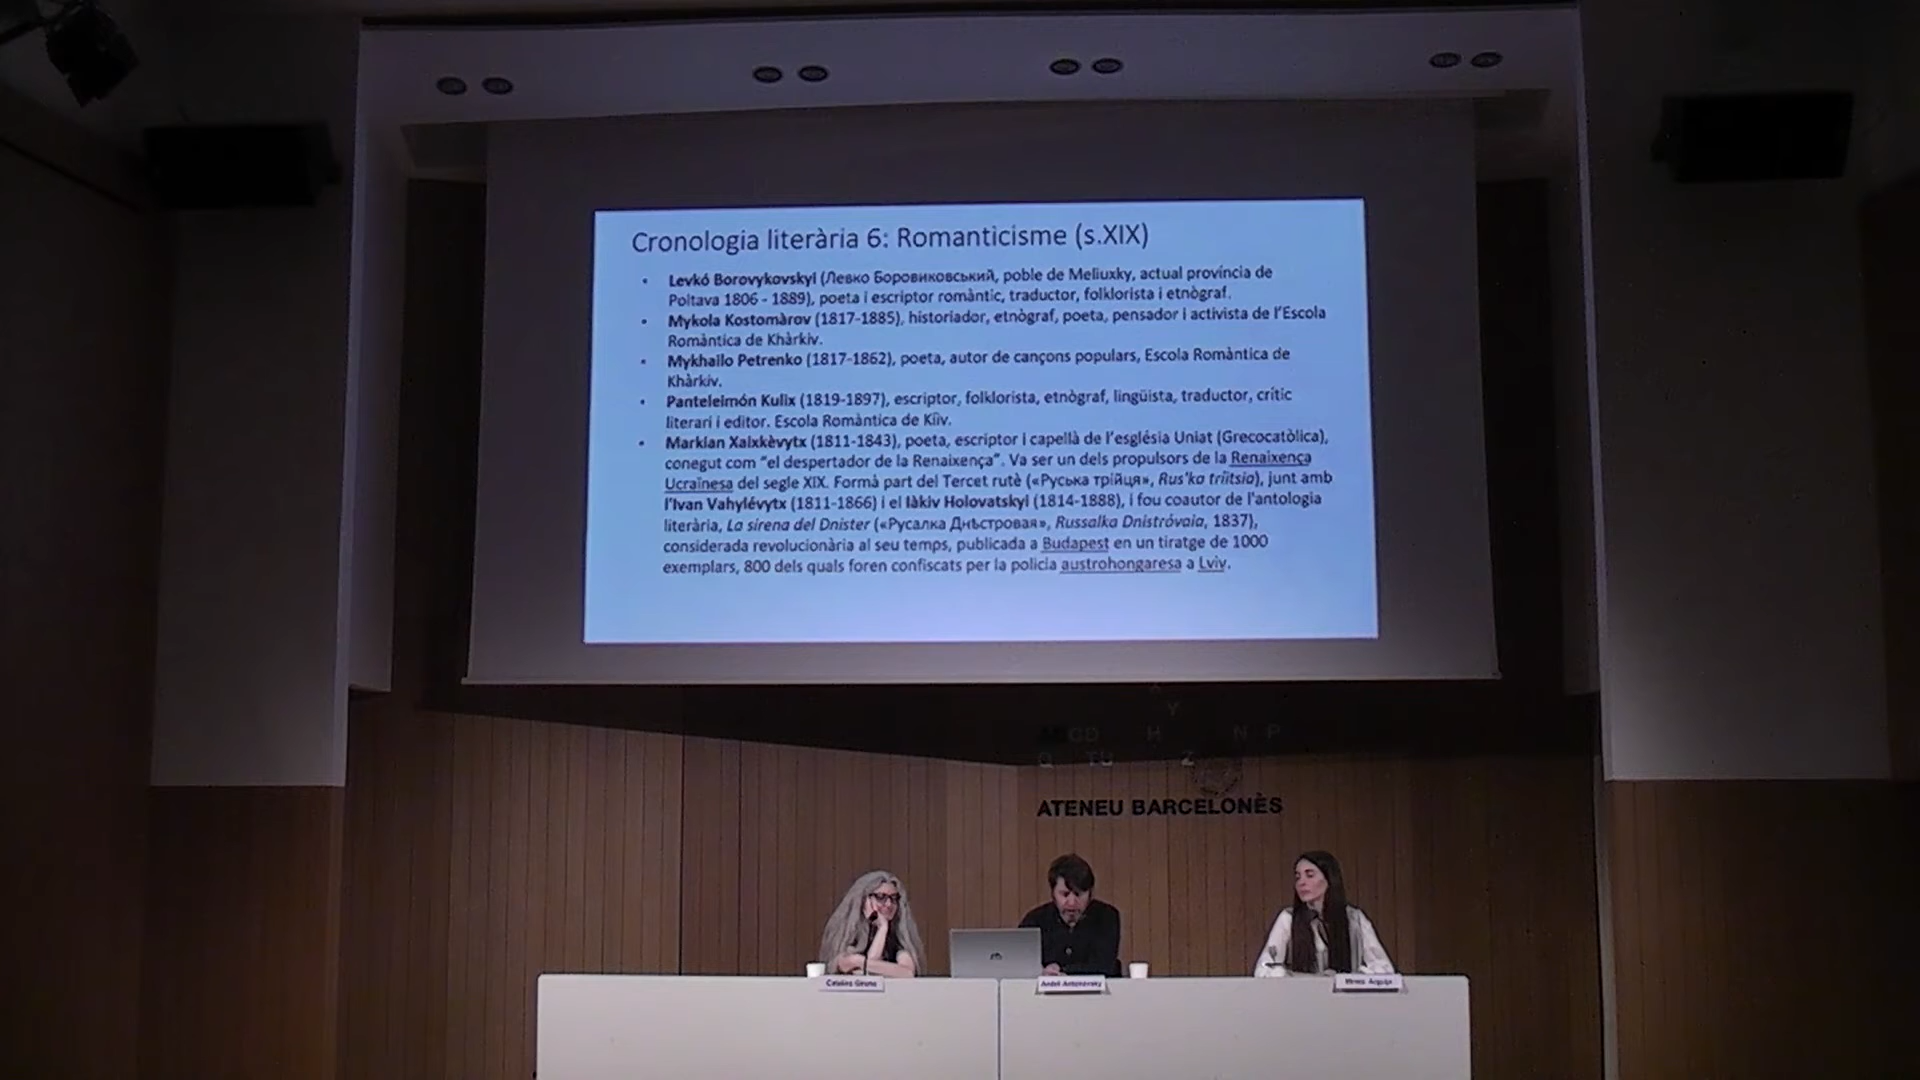 Cronologia literària 6: Romanticisme (s.XIX)
• Levkó Borovykovskyi (Левко Боровиковський, poble de Meliuxky, actual província de
Poltava 1806 - 1889), poeta i escriptor romàntic, traductor, folklorista i etnògraf.
• Mykola Kostomàrov (1817-1885), historiador, etnògraf, poeta, pensador i activista de l'Escola
Romàntica de Khàrkiv.
• Mykhailo Petrenko (1817-1862), poeta, autor de cançons populars, Escola Romàntica de
Khàrkiv.
• Panteleimón Kulix (1819-1897), escriptor, folklorista, etnògraf, lingüista, traductor, crític
literari i editor. Escola Romàntica de Kíiv.
• Markian Xaixkèvytx (1811-1843), poeta, escriptor i capellà de l'església Uniat (Grecocatòlica),
conegut com "el despertador de la Renaixença". Va ser un dels propulsors de la Renaixença
Ucraïnesa del segle XIX. Formà part del Tercet rutè («Руська трійця», Rus'ka triitsia), junt amb
l'Ivan Vahylévytx (1811-1866) i el Iàkiv Holovatskyi (1814-1888), i fou coautor de l'antologia
literària, La sirena del Dnister («Русалка Днѣстровая», Russalka Dnistróvaia, 1837),
considerada revolucionària al seu temps, publicada a Budapest en un tiratge de 1000
exemplars, 800 dels quals foren confiscats per la policia austrohongaresa a Lviv.
Y
H N P
Q Z
ATENEU BARCELONÈS
Catalina Girona
Andrí Antonovsky